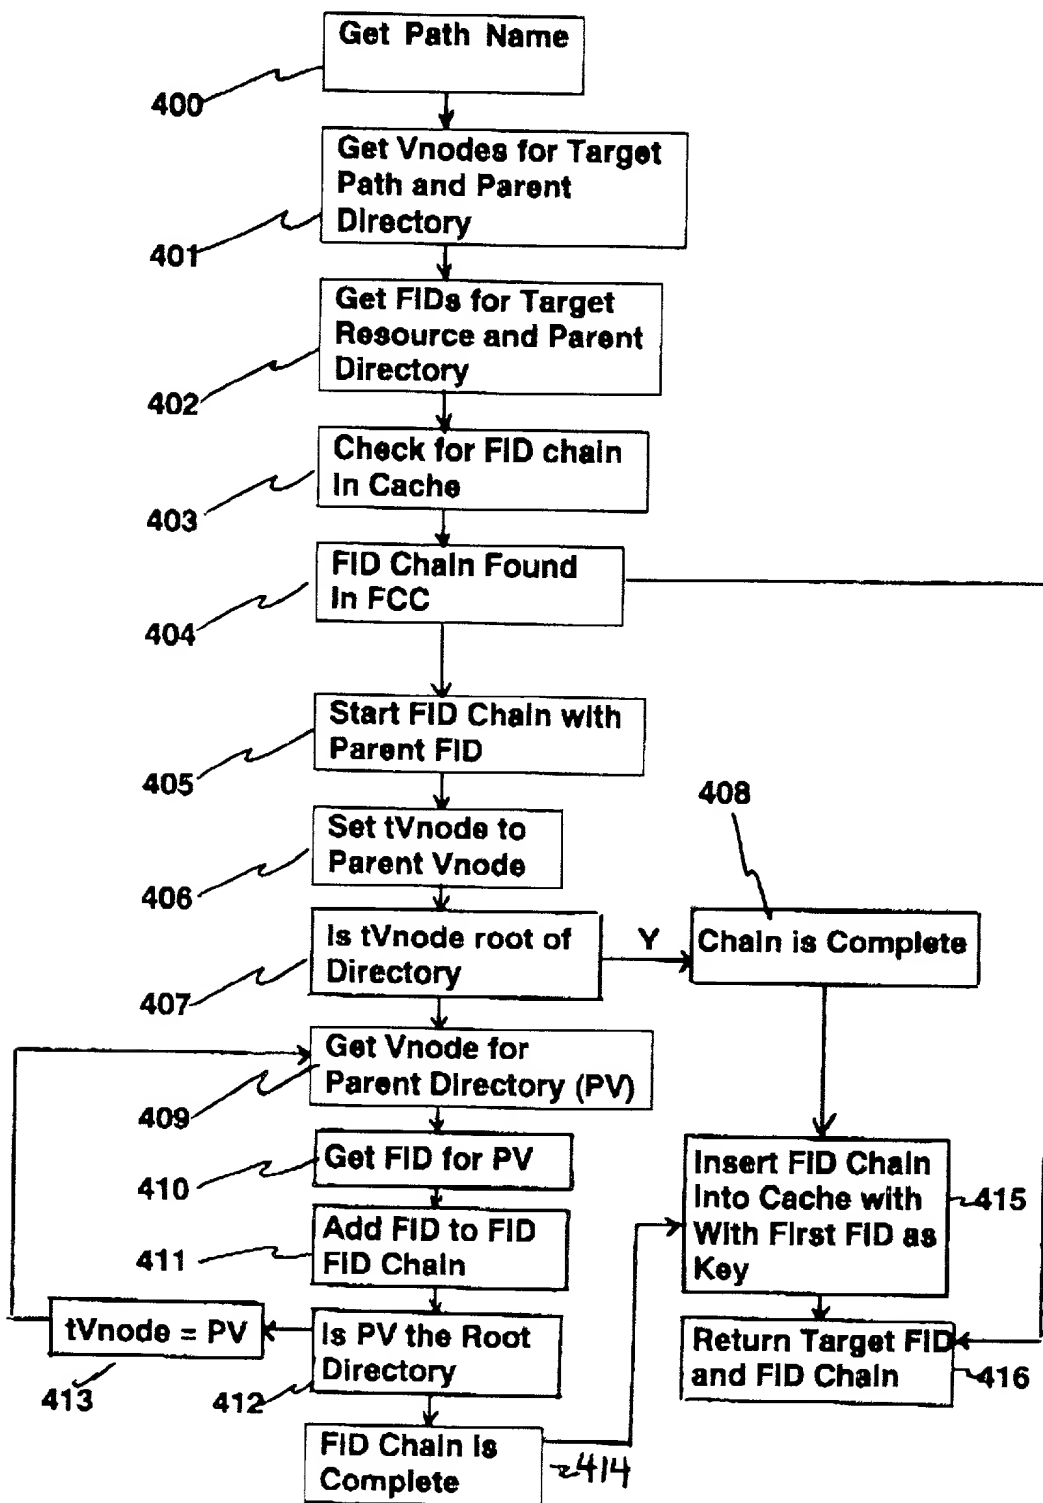 Get Path Name
400
Get Vnodes for Target
Path and Parent
Directory
401
Get FIDs for Target
Resource and Parent
Directory
402
Check for FID chain
In Cache
403
FID Chain Found
In FCC
404
Start FID Chain with
Parent FID
405
Set tVnode to
Parent Vnode
406
408
Is tVnode root of
Directory
Y
Chain is Complete
407
Get Vnode for
Parent Directory (PV)
409
Get FID for PV
410
Insert FID Chain
Into Cache with
With First FID as
Key
415
Add FID to FID
FID Chain
411
tVnode = PV
413
Is PV the Root
Directory
412
Return Target FID
and FID Chain
416
FID Chain is
Complete
414